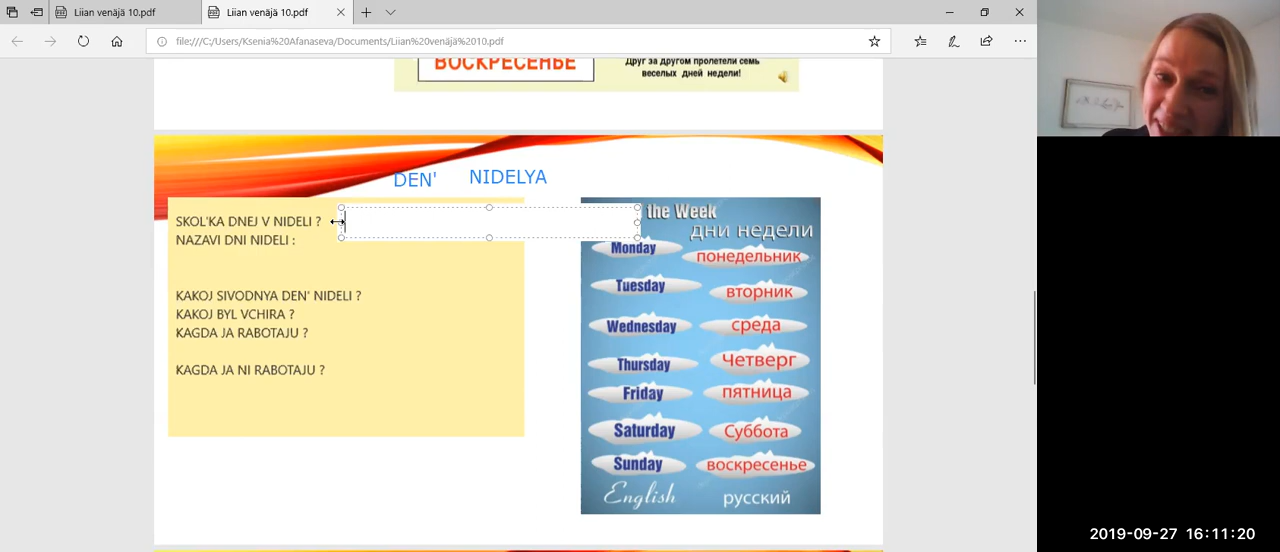 Liian venäjä 10.pdf
Liian venäjä 10.pdf
file:///C:/Users/Ksenia%20Afanaseva/Documents/Liian%20venäjä%2010.pdf
ВОСКРЕСЕНЬЕ
Друг за другом пролетели семь
веселых дней недели!
DEN' NIDELYA
SKOL'KA DNEJ V NIDELI ?
NAZAVI DNI NIDELI :
KAKOJ SIVODNYA DEN' NIDELI ?
KAKOJ BYL VCHIRA ?
KAGDA JA RABOTAJU ?
KAGDA JA NI RABOTAJU ?
the Week
дни недели
Monday понедельник
Tuesday вторник
Wednesday среда
Thursday Четверг
Friday пятница
Saturday Суббота
Sunday воскресенье
English русский
2019-09-27 16:11:20